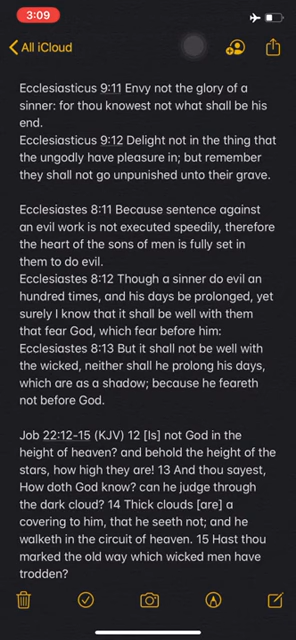 3:09
All iCloud
Ecclesiasticus 9:11 Envy not the glory of a
sinner: for thou knowest not what shall be his
end.
Ecclesiasticus 9:12 Delight not in the thing that
the ungodly have pleasure in; but remember
they shall not go unpunished unto their grave.
Ecclesiastes 8:11 Because sentence against
an evil work is not executed speedily, therefore
the heart of the sons of men is fully set in
them to do evil.
Ecclesiastes 8:12 Though a sinner do evil an
hundred times, and his days be prolonged, yet
surely I know that it shall be well with them
that fear God, which fear before him:
Ecclesiastes 8:13 But it shall not be well with
the wicked, neither shall he prolong his days,
which are as a shadow; because he feareth
not before God.
Job 22:12-15 (KJV) 12 [Is] not God in the
height of heaven? and behold the height of the
stars, how high they are! 13 And thou sayest,
How doth God know? can he judge through
the dark cloud? 14 Thick clouds [are] a
covering to him, that he seeth not; and he
walketh in the circuit of heaven. 15 Hast thou
marked the old way which wicked men have
trodden?